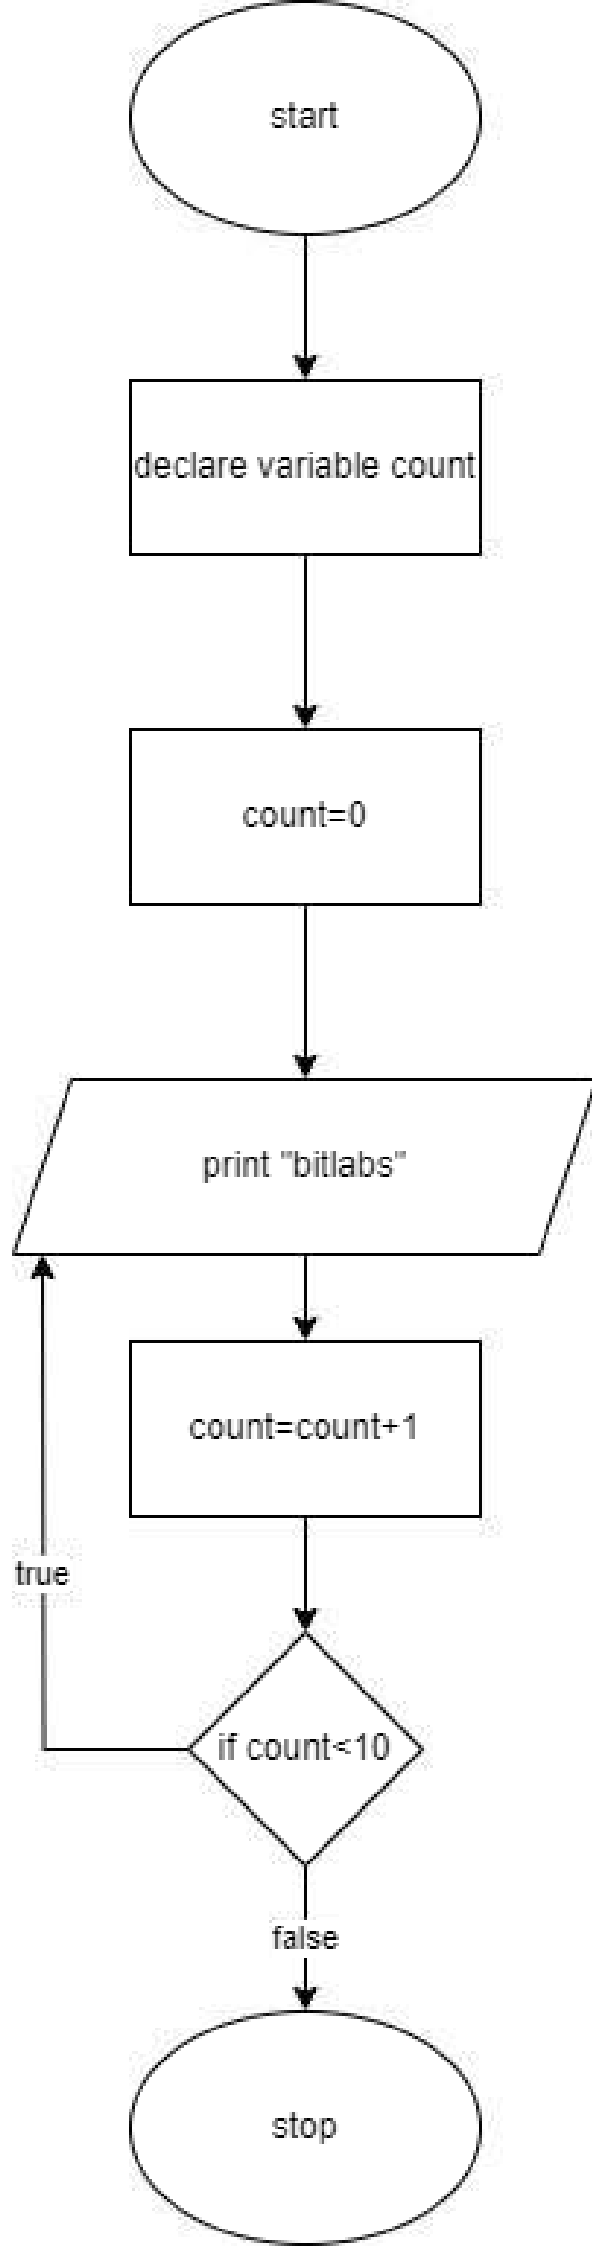 start
declare variable count
count=0
print "bitlabs"
count=count+1
true
if count<10
false
stop